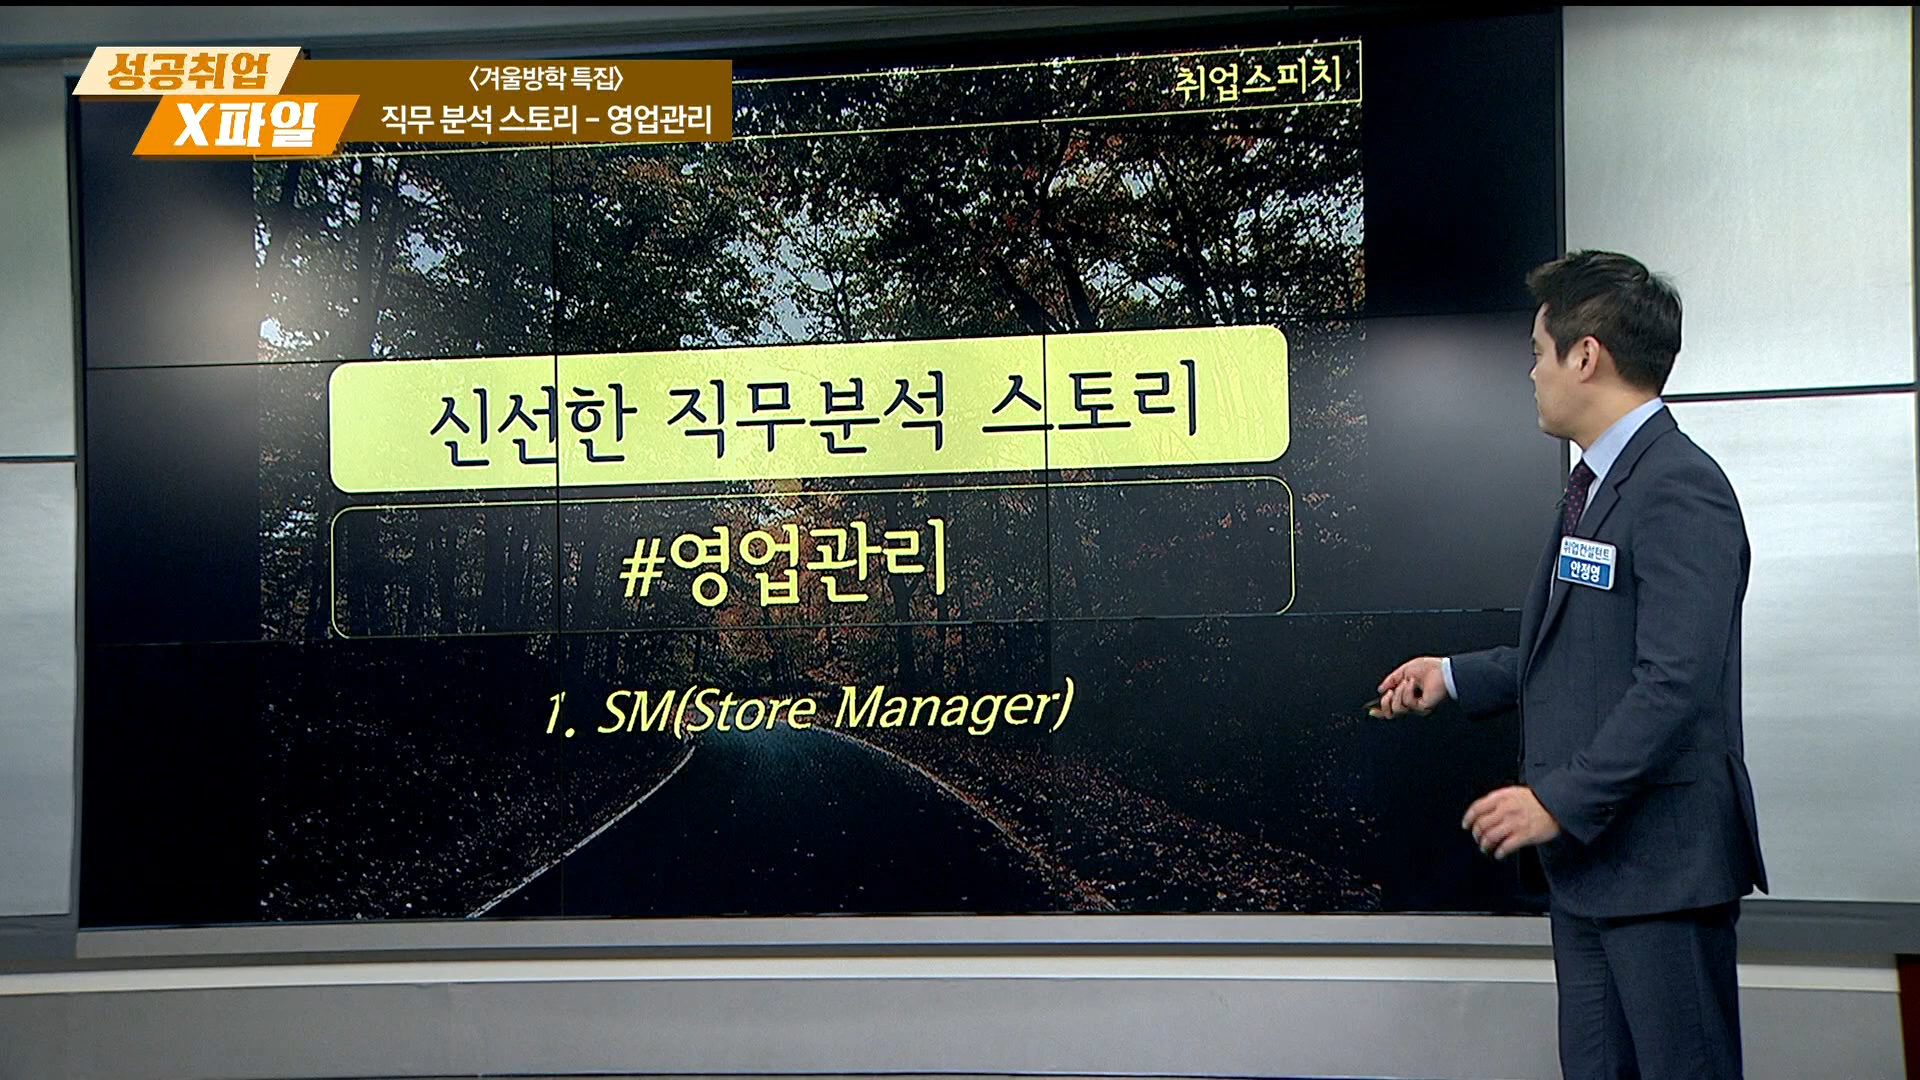 성공취업
X파일
〈겨울방학 특집〉
직무 분석 스토리 - 영업관리
취업스피치
신선한 직무분석 스토리
#영업관리
1. SM(Store Manager)
취업컨설턴트
안정영